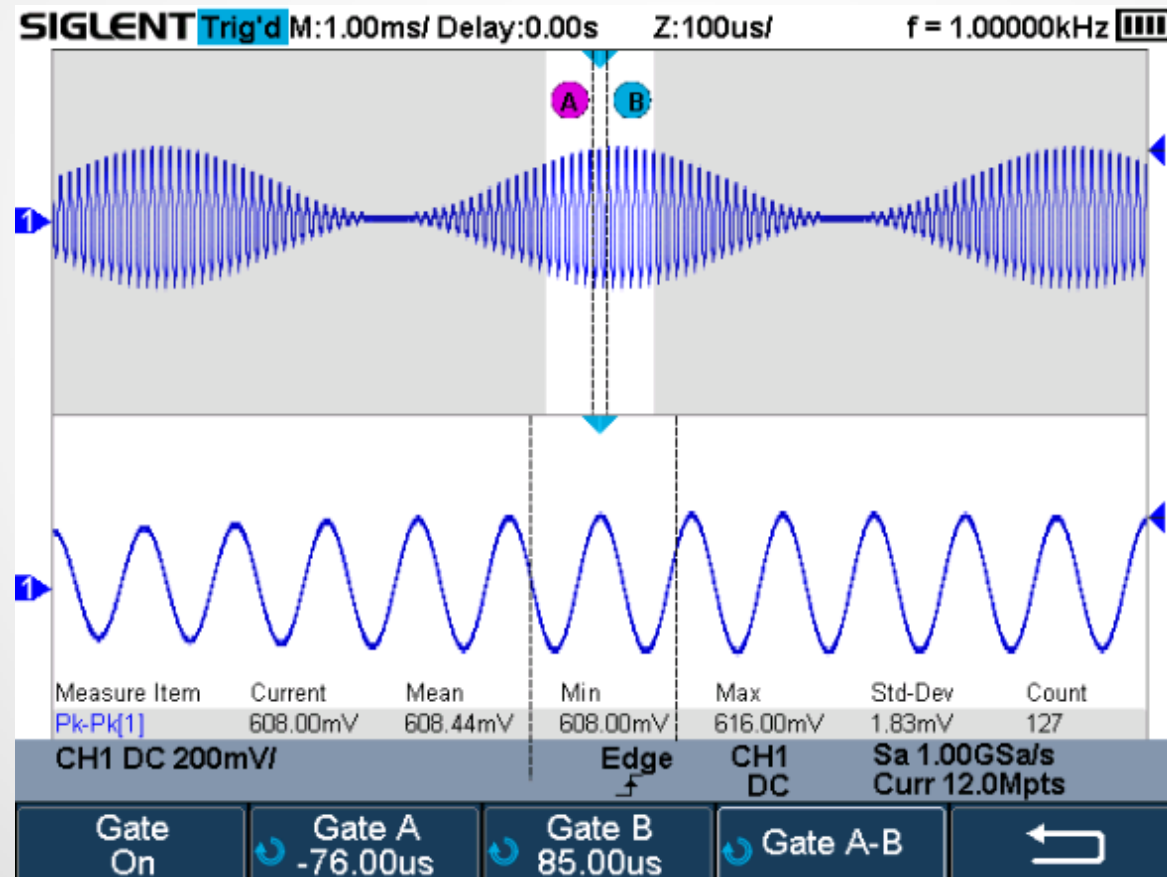 SIGLENT Trig'd M:1.00ms/ Delay:0.00s Z:100us/ f = 1.00000kHz
A B
1
1
Measure Item Current Mean Min Max Std-Dev Count
Pk-Pk[1] 608.00mV 608.44mV 608.00mV 616.00mV 1.83mV 127
CH1 DC 200mV/ Edge CH1 Sa 1.00GSa/s
DC Curr 12.0Mpts
Gate Gate A Gate B Gate A-B
On -76.00us 85.00us